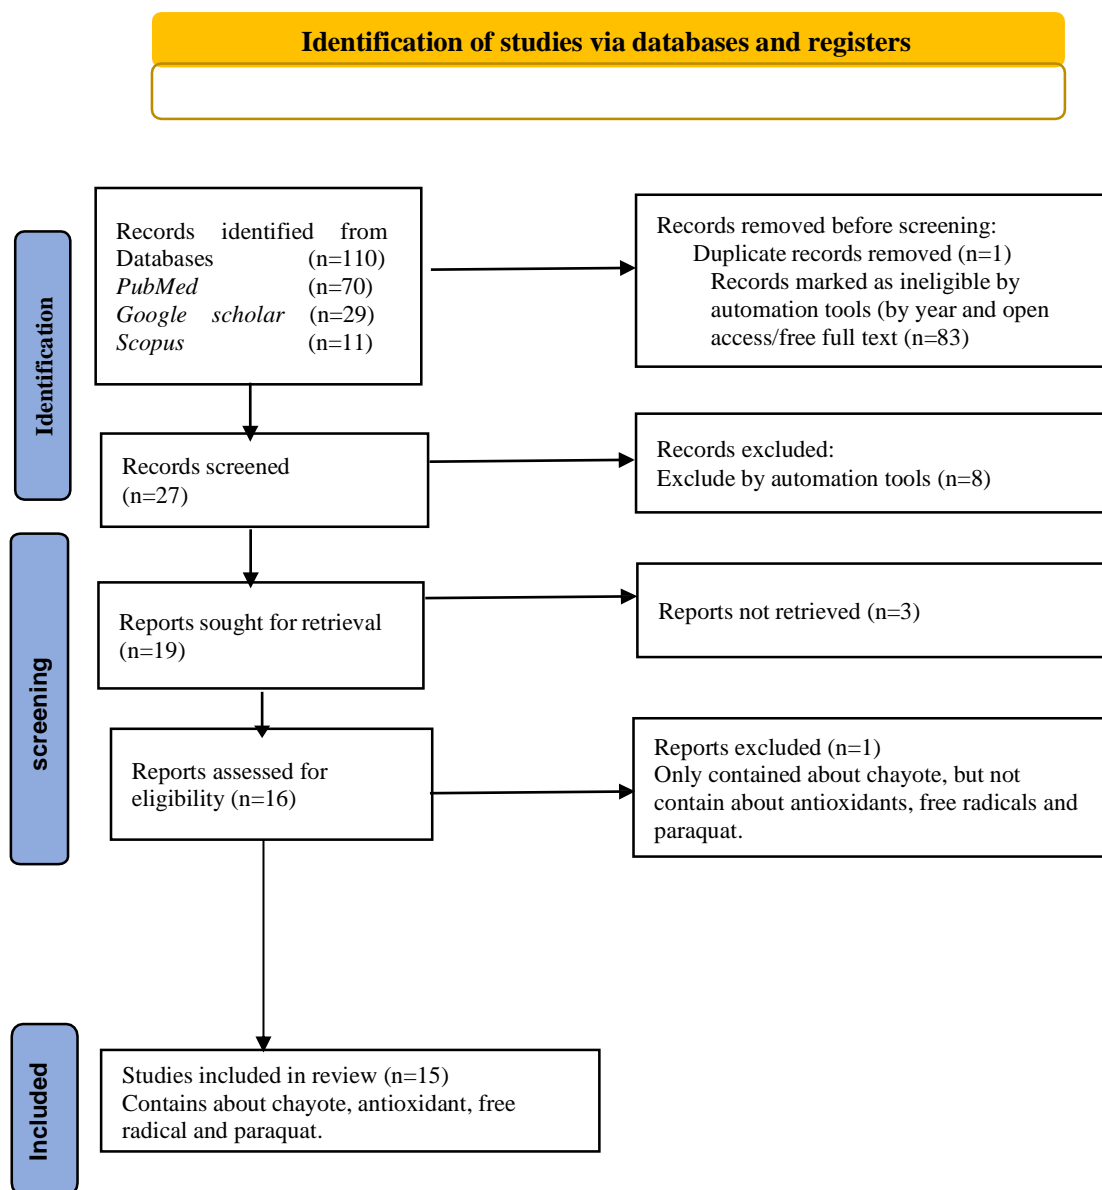 Identification of studies via databases and registers
Identification
Records identified from
Databases (n=110)
PubMed (n=70)
Google scholar (n=29)
Scopus (n=11)
Records removed before screening:
Duplicate records removed (n=1)
Records marked as ineligible by
automation tools (by year and open
access/free full text (n=83)
Records screened
(n=27)
Records excluded:
Exclude by automation tools (n=8)
screening
Reports sought for retrieval
(n=19)
Reports not retrieved (n=3)
Reports assessed for
eligibility (n=16)
Reports excluded (n=1)
Only contained about chayote, but not
contain about antioxidants, free radicals and
paraquat.
Included
Studies included in review (n=15)
Contains about chayote, antioxidant, free
radical and paraquat.